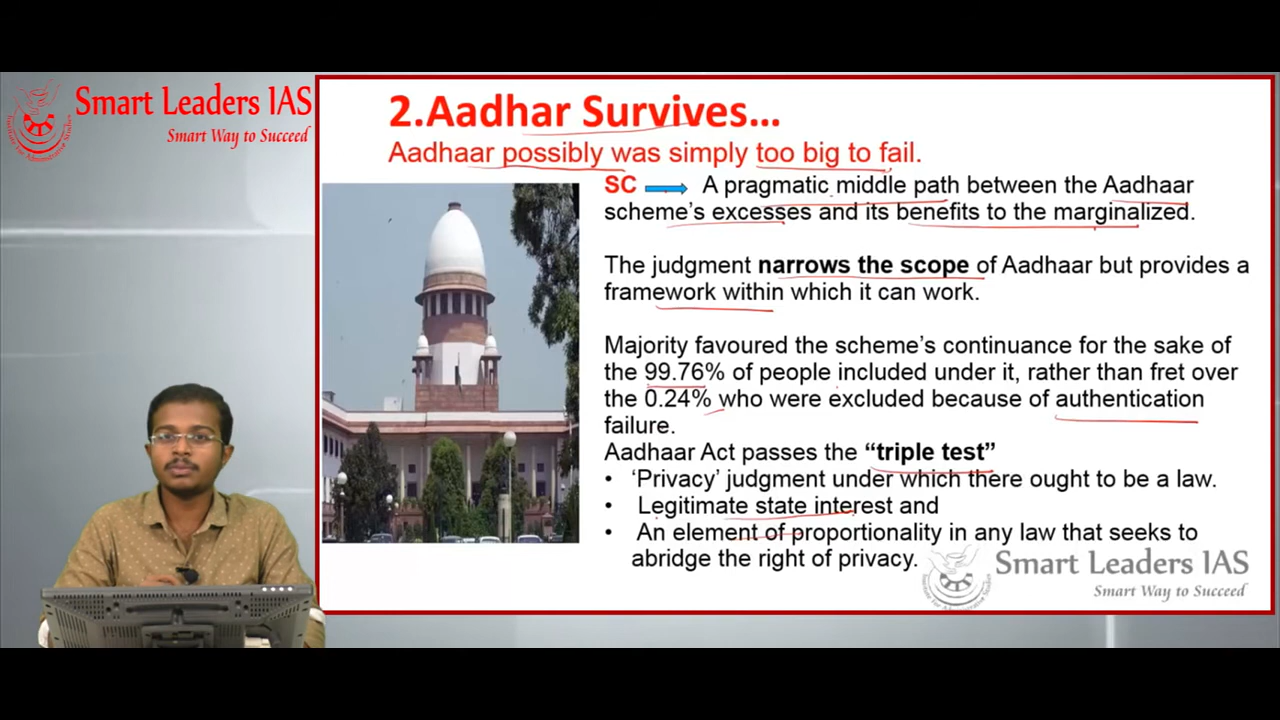 Smart Leaders IAS
Smart Way to Succeed
2.Aadhar Survives...
Aadhaar possibly was simply too big to fail.
SC A pragmatic middle path between the Aadhaar
scheme's excesses and its benefits to the marginalized.
The judgment narrows the scope of Aadhaar but provides a
framework within which it can work.
Majority favoured the scheme's continuance for the sake of
the 99.76% of people included under it, rather than fret over
the 0.24% who were excluded because of authentication
failure.
Aadhaar Act passes the “triple test”
• ‘Privacy’ judgment under which there ought to be a law.
• Legitimate state interest and
• An element of proportionality in any law that seeks to
abridge the right of privacy.
Smart Leaders IAS
Smart Way to Succeed